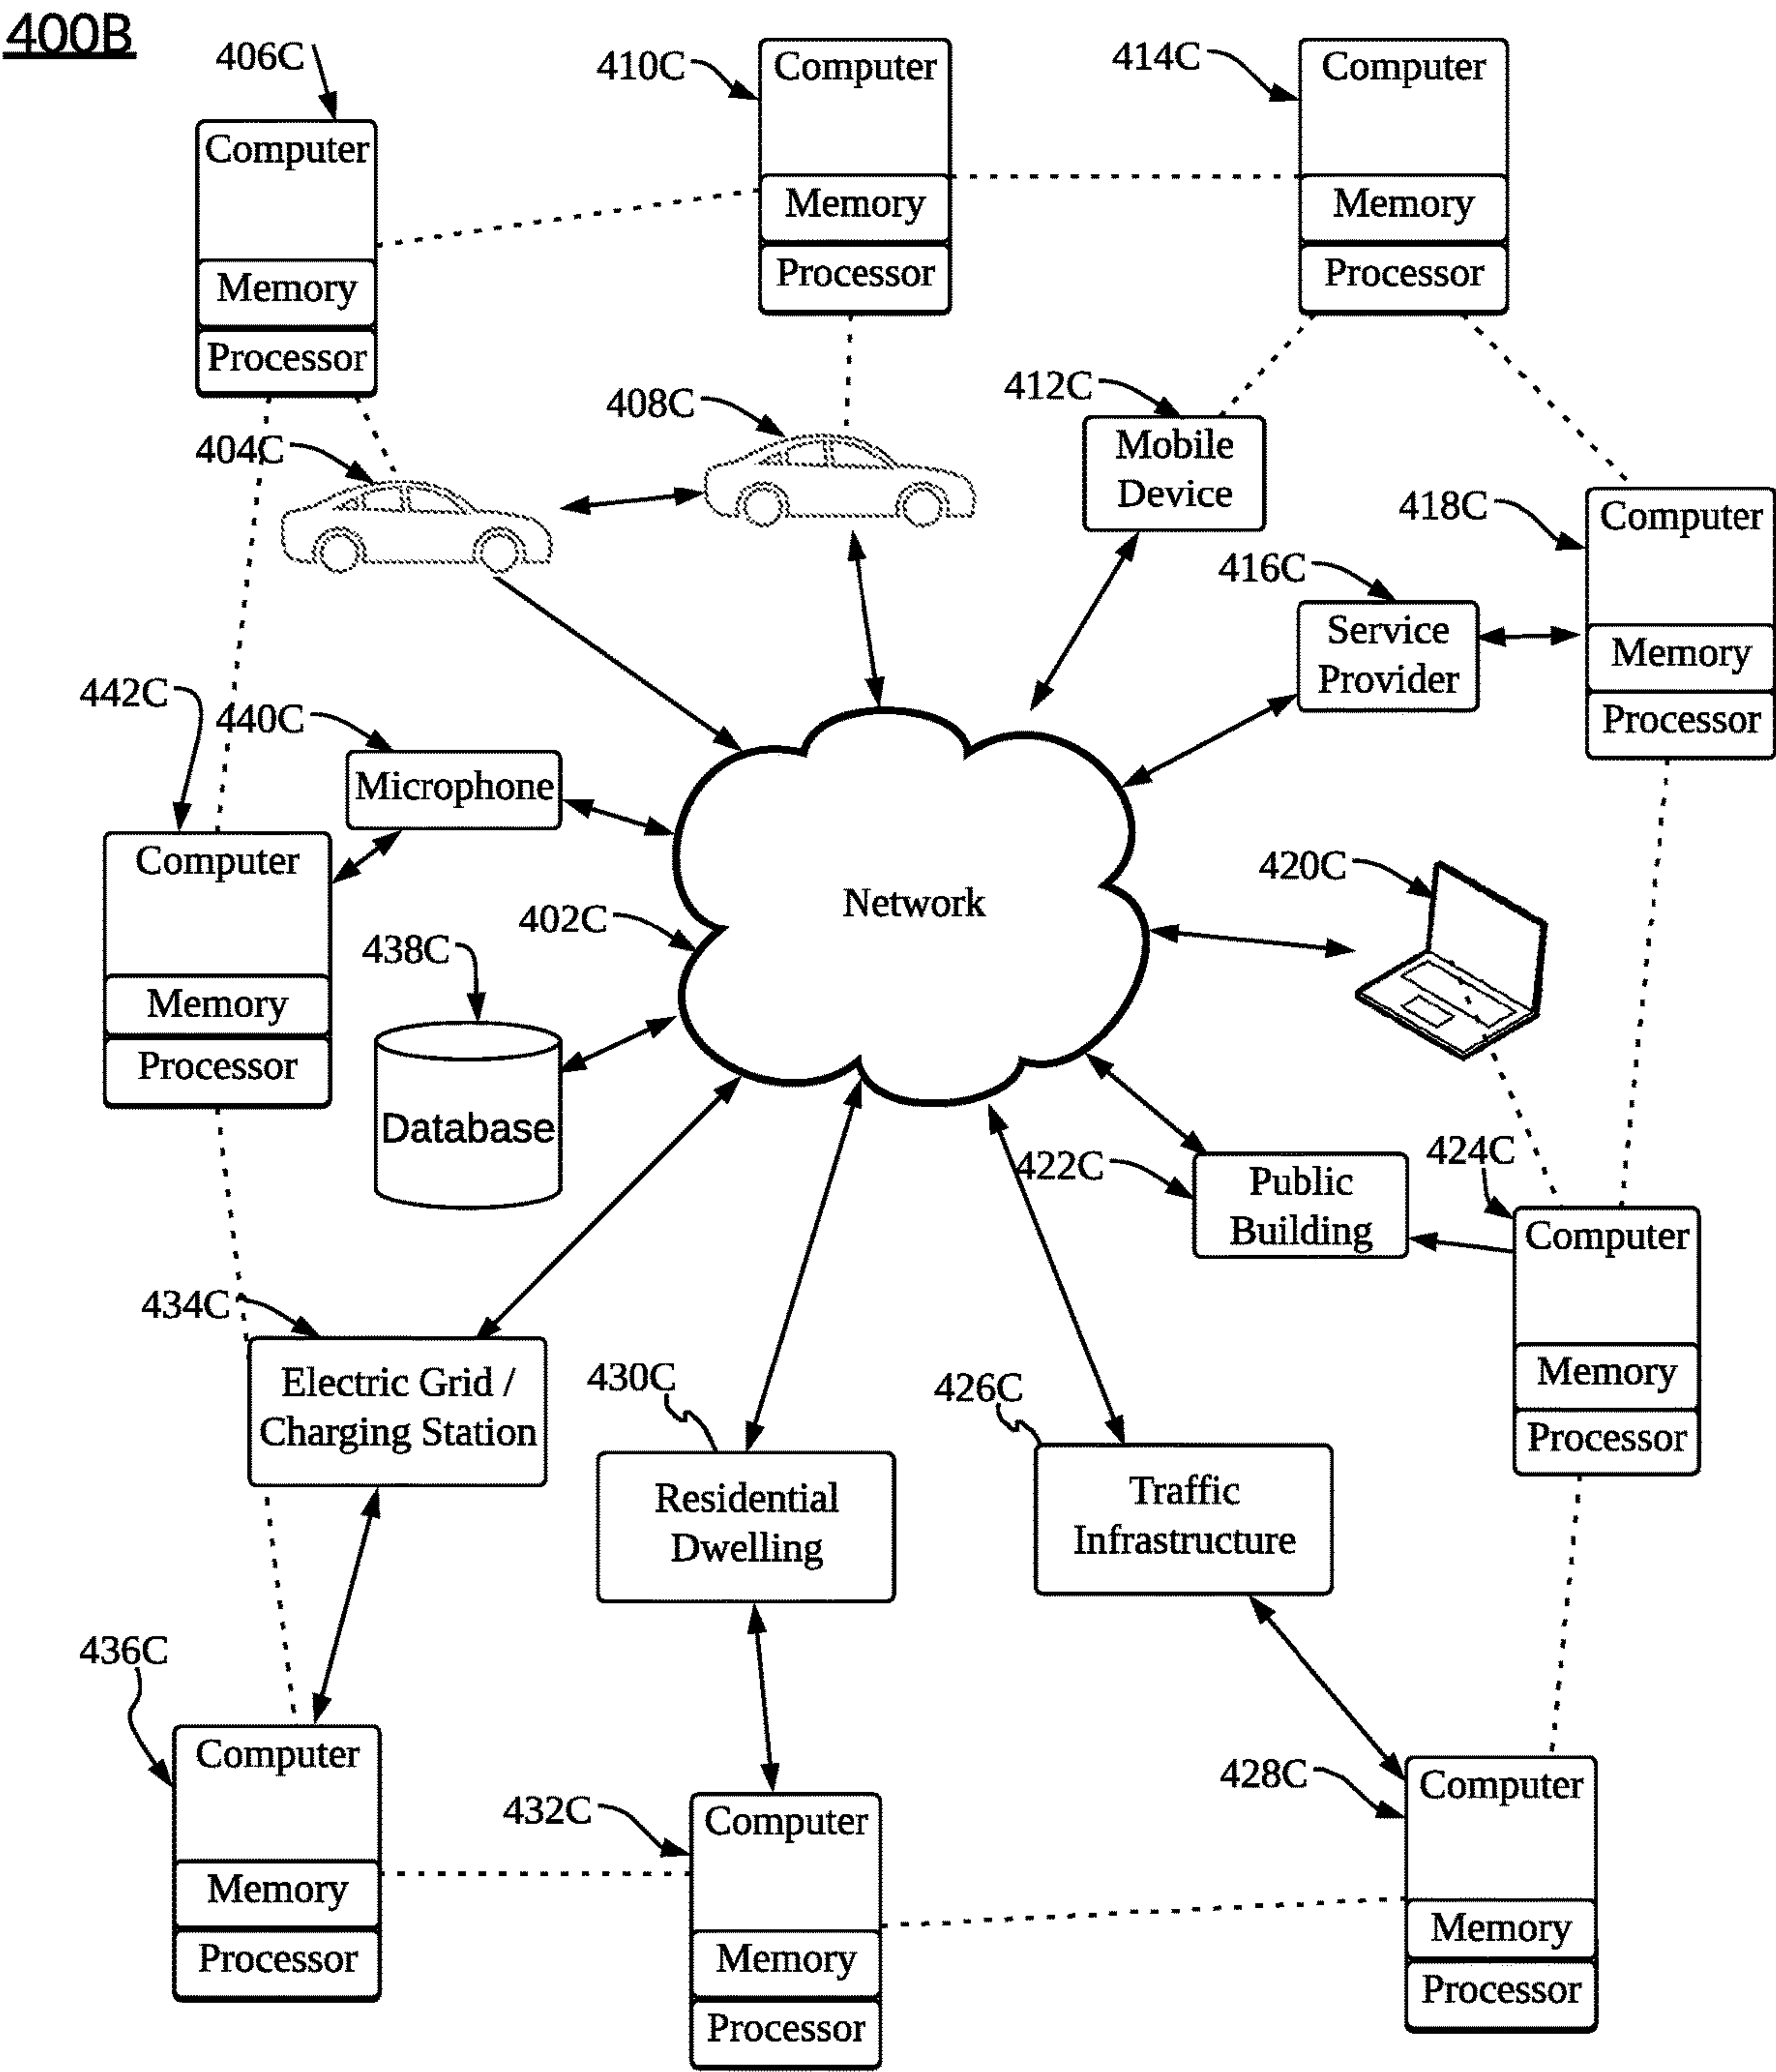 400B
406C
410C
414C
Computer
Memory
Processor
Computer
Memory
Processor
Computer
Memory
Processor
404C
408C
412C
Mobile
Device
418C
Computer
Memory
Processor
416C
Service
Provider
442C
440C
Microphone
Computer
Memory
Processor
402C
Network
420C
438C
Database
422C
Public
Building
424C
Computer
Memory
Processor
434C
Electric Grid /
Charging Station
430C
Residential
Dwelling
426C
Traffic
Infrastructure
436C
Computer
Memory
Processor
432C
Computer
Memory
Processor
428C
Computer
Memory
Processor